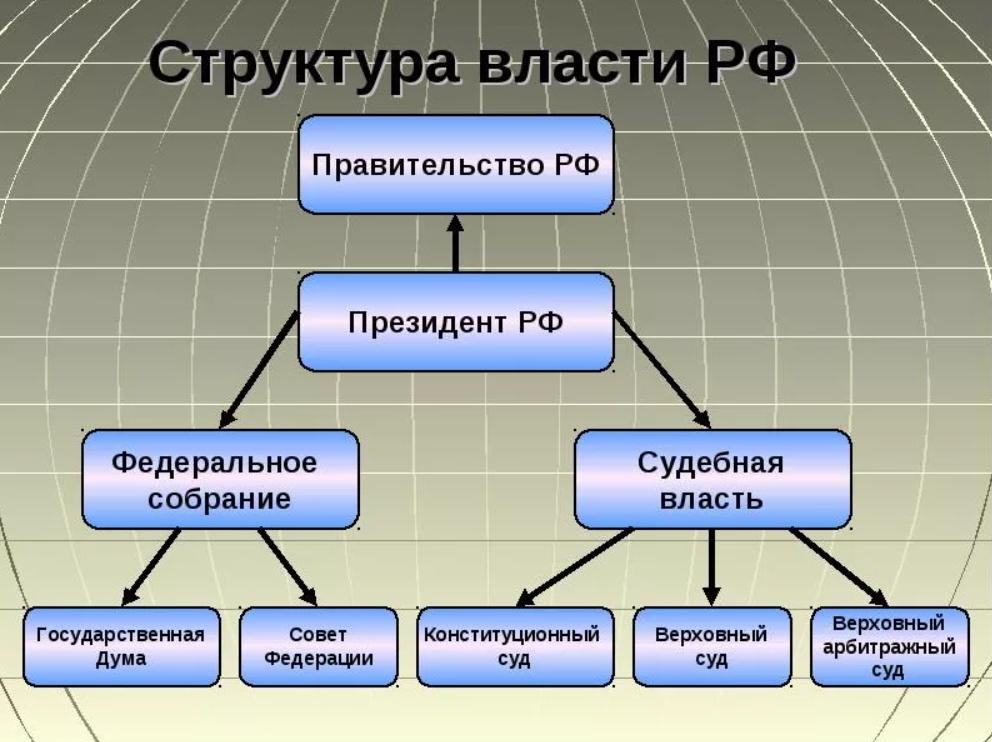 Структура власти РФ
Правительство РФ
Президент РФ
Федеральное
собрание
Судебная
власть
Государственная
Дума
Совет
Федерации
Конституционный
суд
Верховный
суд
Верховный
арбитражный
суд